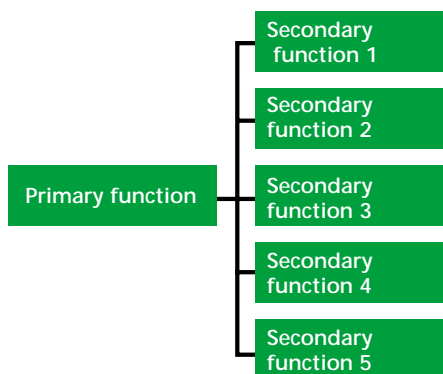 Secondary
function 1
Secondary
function 2
Primary function
Secondary
function 3
Secondary
function 4
Secondary
function 5